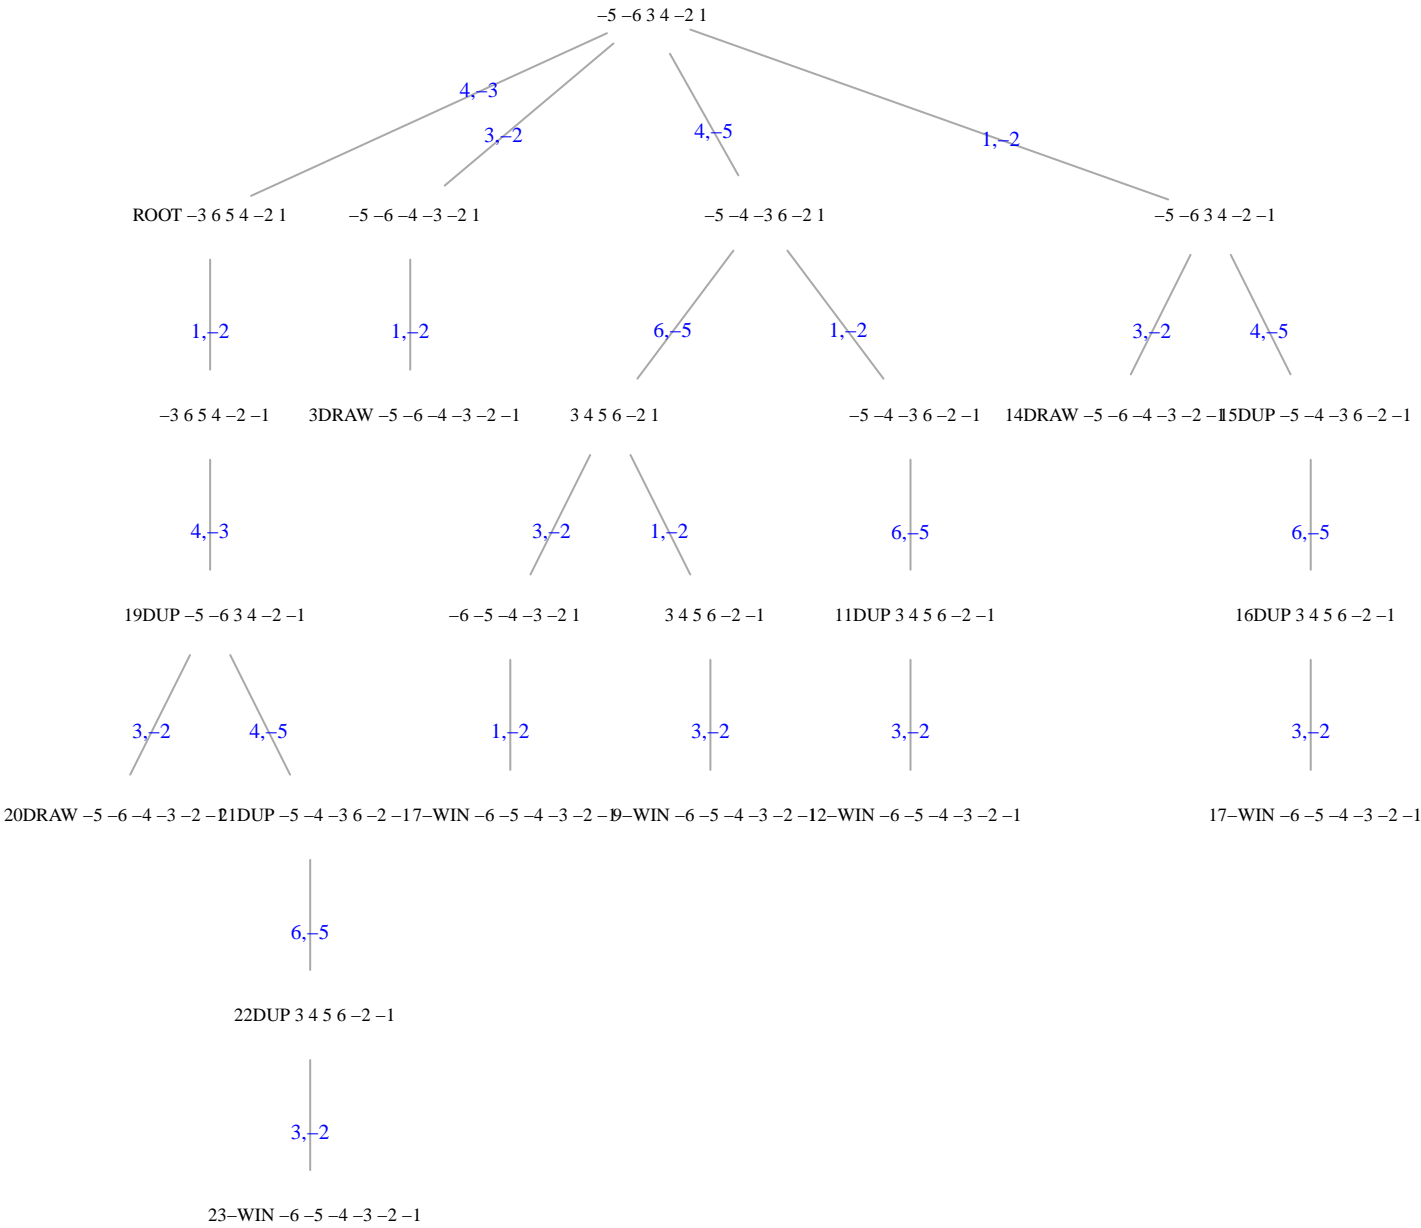 –5 –6 3 4 –2 1
4,–3
3,–2
4,–5
1,–2
ROOT –3 6 5 4 –2 1
–5 –6 –4 –3 –2 1
–5 –4 –3 6 –2 1
–5 –6 3 4 –2 –1
1,–2
1,–2
6,–5
1,–2
3,–2
4,–5
–3 6 5 4 –2 –1
3DRAW –5 –6 –4 –3 –2 –1
3 4 5 6 –2 1
–5 –4 –3 6 –2 –1
14DRAW –5 –6 –4 –3 –2 –1
15DUP –5 –4 –3 6 –2 –1
4,–3
3,–2
1,–2
6,–5
6,–5
19DUP –5 –6 3 4 –2 –1
–6 –5 –4 –3 –2 1
3 4 5 6 –2 –1
11DUP 3 4 5 6 –2 –1
16DUP 3 4 5 6 –2 –1
3,–2
4,–5
1,–2
3,–2
3,–2
3,–2
20DRAW –5 –6 –4 –3 –2 –1
21DUP –5 –4 –3 6 –2 –1
7–WIN –6 –5 –4 –3 –2 –1
9–WIN –6 –5 –4 –3 –2 –1
12–WIN –6 –5 –4 –3 –2 –1
17–WIN –6 –5 –4 –3 –2 –1
6,–5
22DUP 3 4 5 6 –2 –1
3,–2
23–WIN –6 –5 –4 –3 –2 –1